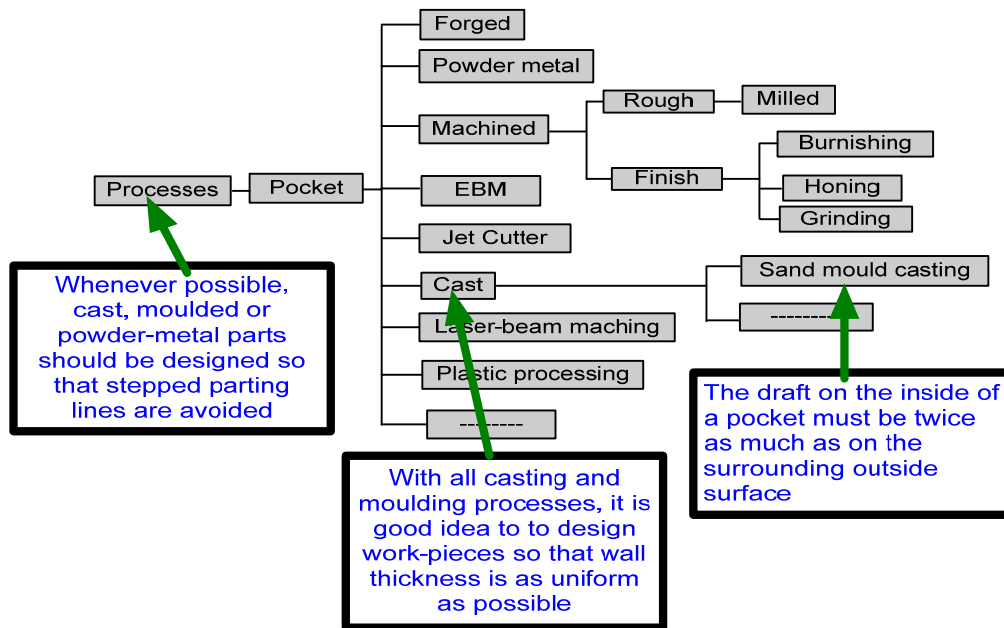 Forged
Powder metal
Rough
Milled
Machined
Burnishing
Finish
Processes
Pocket
EBM
Honing
Grinding
Jet Cutter
Sand mould casting
Cast
---------
Laser-beam maching
Plastic processing
--------
Whenever possible,
cast, moulded or
powder-metal parts
should be designed so
that stepped parting
lines are avoided
With all casting and
moulding processes, it is
good idea to to design
work-pieces so that wall
thickness is as uniform
as possible
The draft on the inside of
a pocket must be twice
as much as on the
surrounding outside
surface